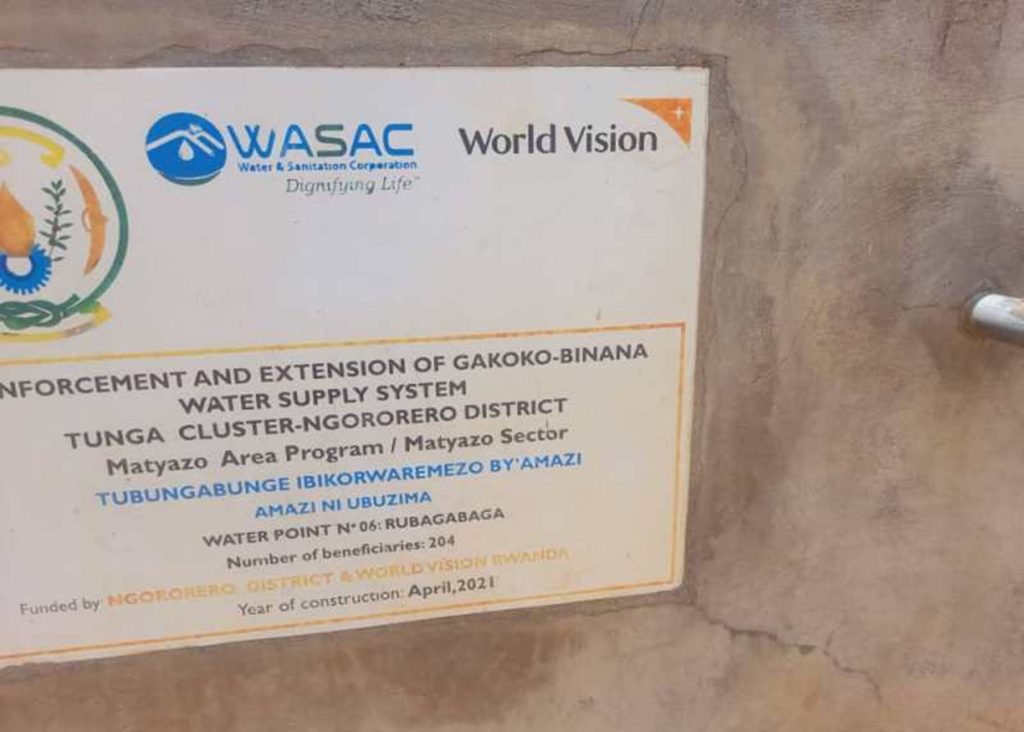 WASAC
Water & Sanitation Corporation
Dignifying Life™
World Vision
NFORCEMENT AND EXTENSION OF GAKOKO-BINANA
WATER SUPPLY SYSTEM
TUNGA CLUSTER-NGORORERO DISTRICT
Matyazo Area Program / Matyazo Sector
TUBUNGABUNGE IBIKORWAREMEZO BY'AMAZI
AMAZI NI UBUZIMA
WATER POINT N° 06: RUBAGABAGA
Number of beneficiaries: 204
Funded by NGORORERO DISTRICT & WORLD VISION RWANDA
Year of construction: April,2021